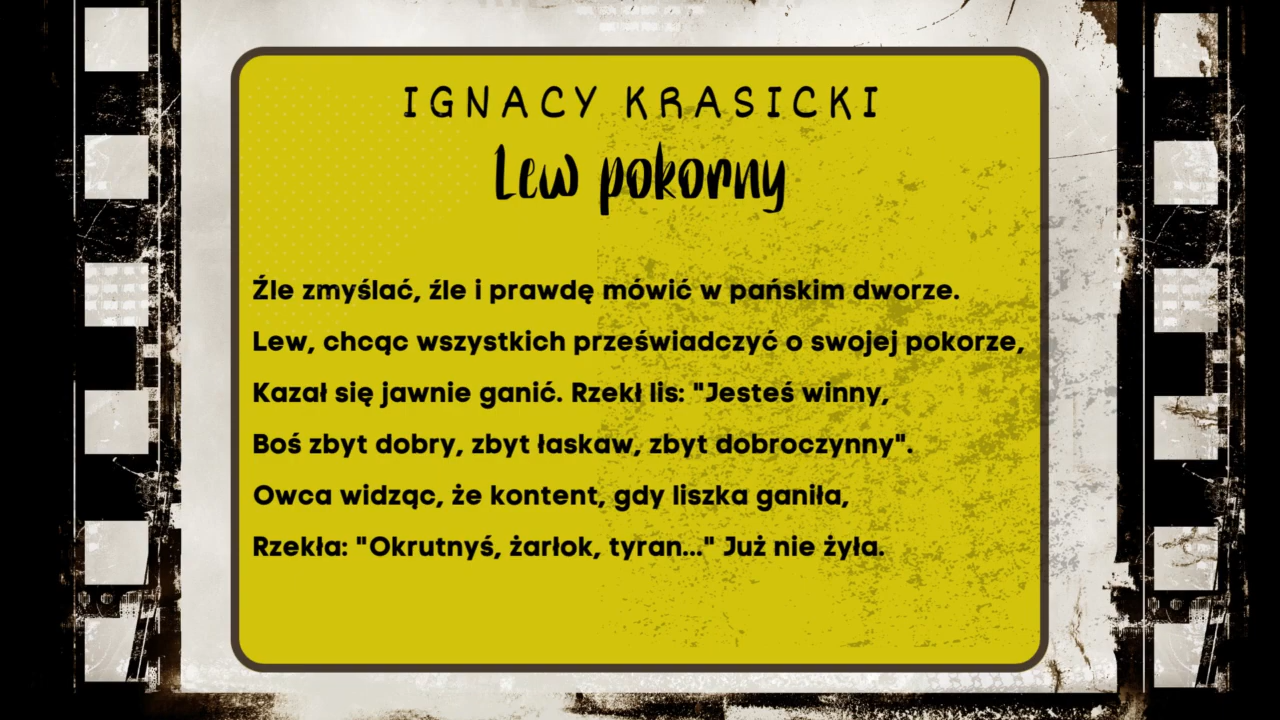 IGNACY KRASICKI
Lew pokorny
Źle zmyślać, źle i prawdę mówić w pańskim dworze.
Lew, chcąc wszystkich przeświadczyć o swojej pokorze,
Kazał się jawnie ganić. Rzekł lis: "Jesteś winny,
Boś zbyt dobry, zbyt łaskaw, zbyt dobroczynny".
Owca widząc, że kontent, gdy liszka ganiła,
Rzekła: "Okrutnyś, żarłok, tyran..." Już nie żyła.